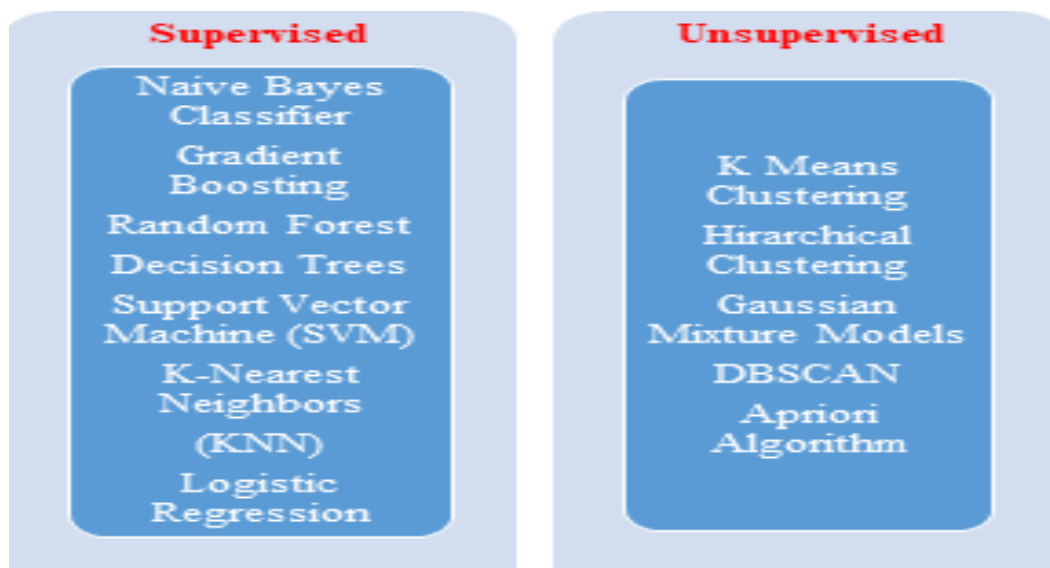 Supervised
Naive Bayes
Classifier
Gradient
Boosting
Random Forest
Decision Trees
Support Vector
Machine (SVM)
K-Nearest
Neighbors
(KNN)
Logistic
Regression
Unsupervised
K Means
Clustering
Hirarchical
Clustering
Gaussian
Mixture Models
DBSCAN
Apriori
Algorithm